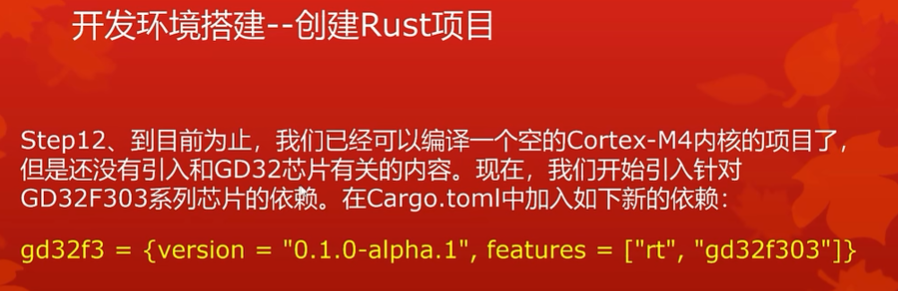 开发环境搭建--创建Rust项目
Step12、到目前为止，我们已经可以编译一个空的Cortex-M4内核的项目了，
但是还没有引入和GD32芯片有关的内容。现在，我们开始引入针对
GD32F303系列芯片的依赖。在Cargo.toml中加入如下新的依赖：
gd32f3 = {version = "0.1.0-alpha.1", features = ["rt", "gd32f303"]}